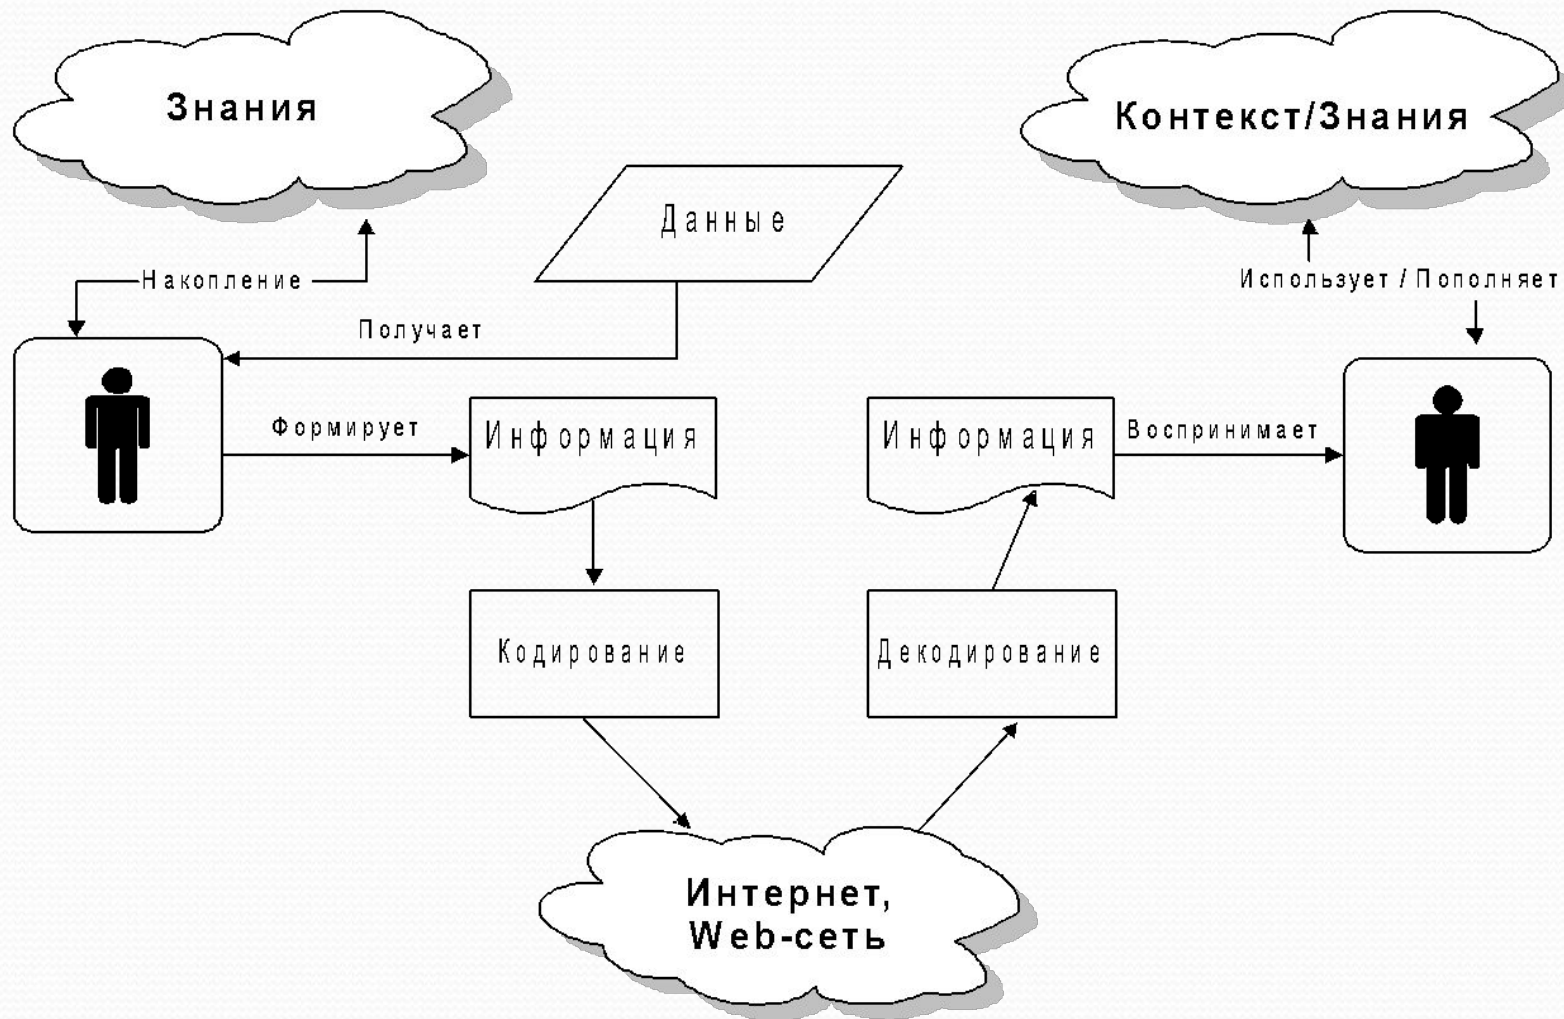 Знания
Контекст/Знания
Данные
Накопление
Использует / Пополняет
Получает
Формирует
Информация
Информация
Воспринимает
Кодирование
Декодирование
Интернет,
Web-сеть